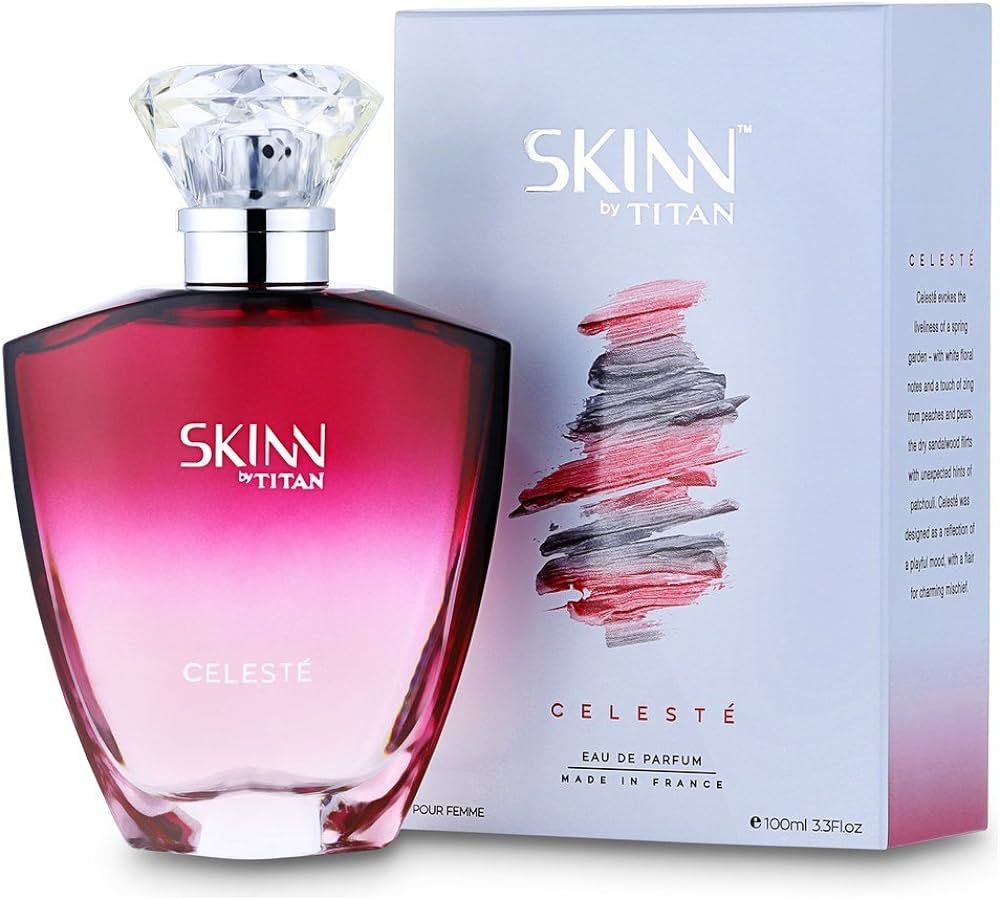 SKINN
by TITAN
CELESTÉ
SKINN™
by TITAN
CELESTÉ
EAU DE PARFUM
MADE IN FRANCE
POUR FEMME
e 100ml 3.3Fl.oz
CELESTÉ
Celesté evokes the
liveliness of a spring
garden – with white floral
notes and a touch of zing
from peaches and pears,
the dry sandalwood flirts
with unexpected hints of
patchouli. Celesté was
designed as a reflection of
a playful mood, with a flair
for charming mischief.